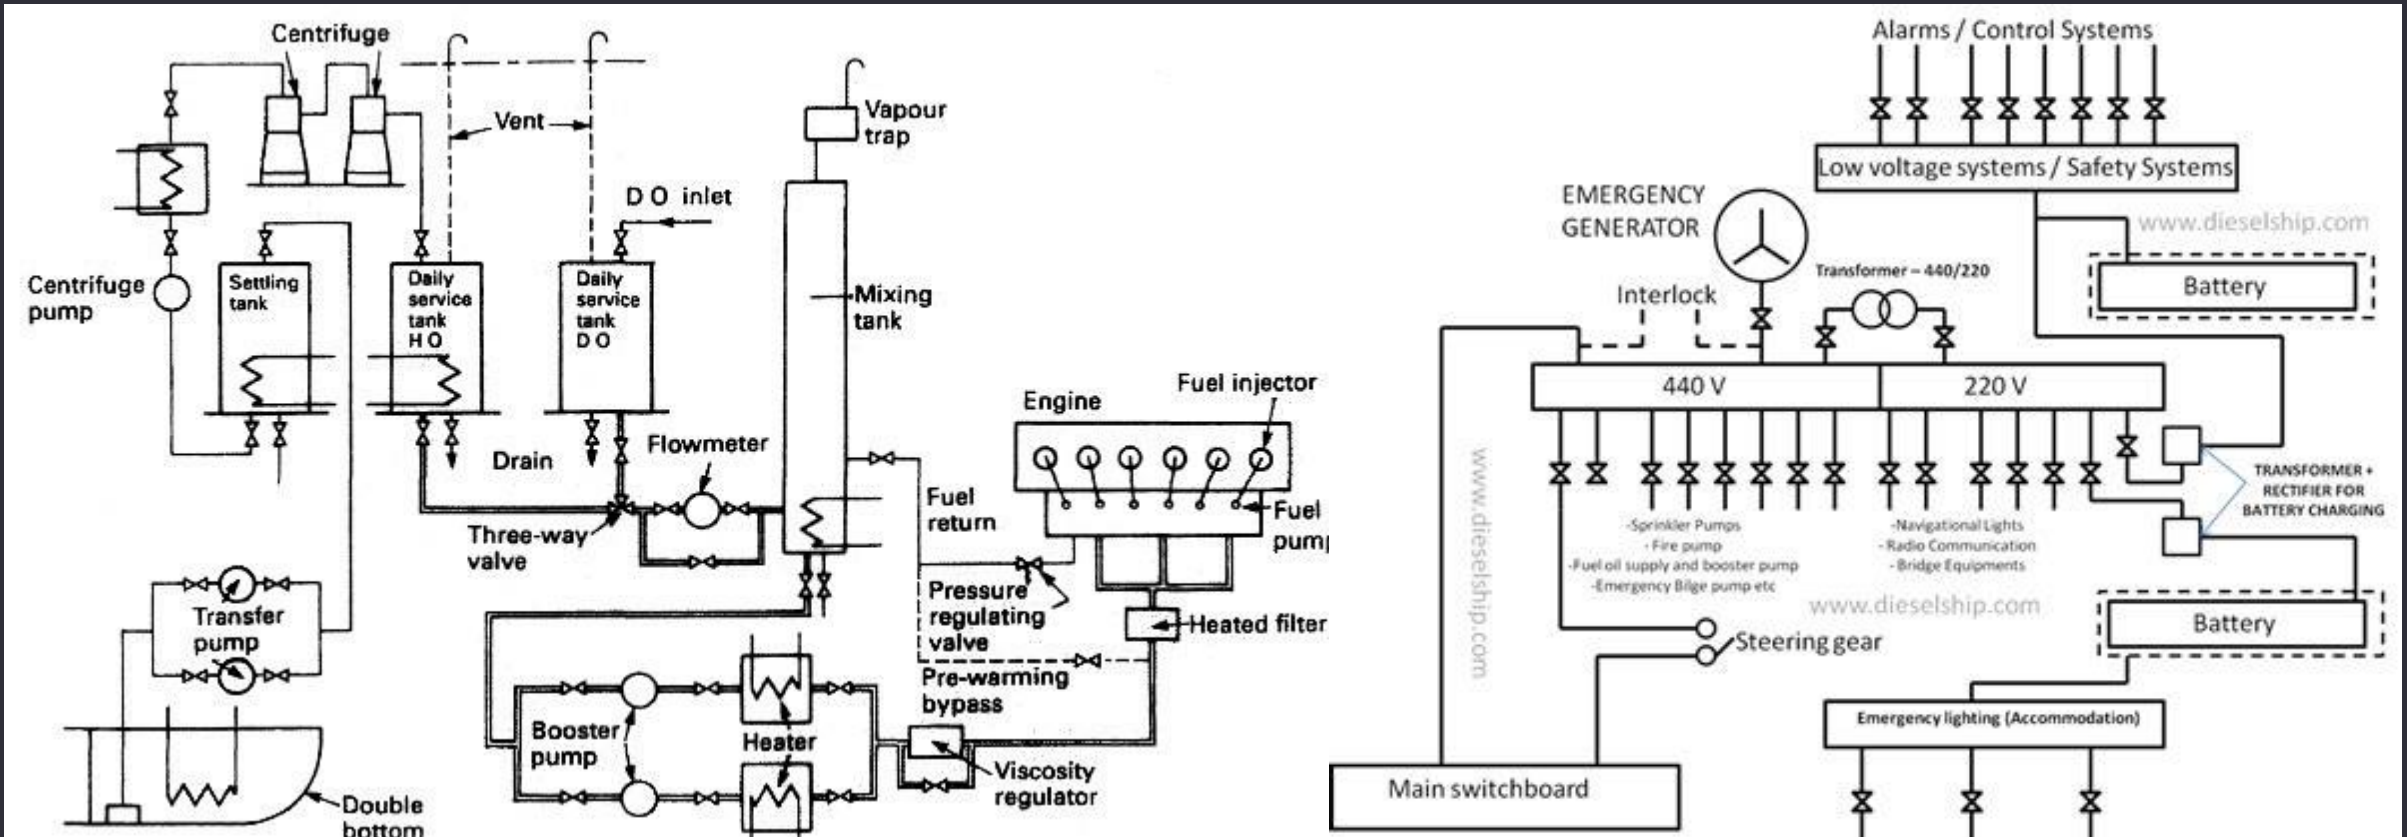 Centrifuge
Vent
Vapour
trap
D O inlet
Centrifuge
pump
Settling
tank
Daily
service
tank
H O
Daily
service
tank
D O
Mixing
tank
Fuel injector
Engine
Drain
Flowmeter
Three-way
valve
Fuel
return
Fuel
pump
Pressure
regulating
valve
Heated filter
Transfer
pump
Pre-warming
bypass
Booster
pump
Heater
Viscosity
regulator
Double
bottom
Alarms / Control Systems
Low voltage systems / Safety Systems
www.dieselship.com
EMERGENCY
GENERATOR
Transformer – 440/220
Interlock
Battery
440 V
220 V
TRANSFORMER +
RECTIFIER FOR
BATTERY CHARGING
www.dieselship.com
-Sprinkler Pumps
- Fire pump
-Fuel oil supply and booster pump
-Emergency Bilge pump etc
-Navigational Lights
- Radio Communication
- Bridge Equipments
www.dieselship.com
Steering gear
Battery
Emergency lighting (Accommodation)
Main switchboard